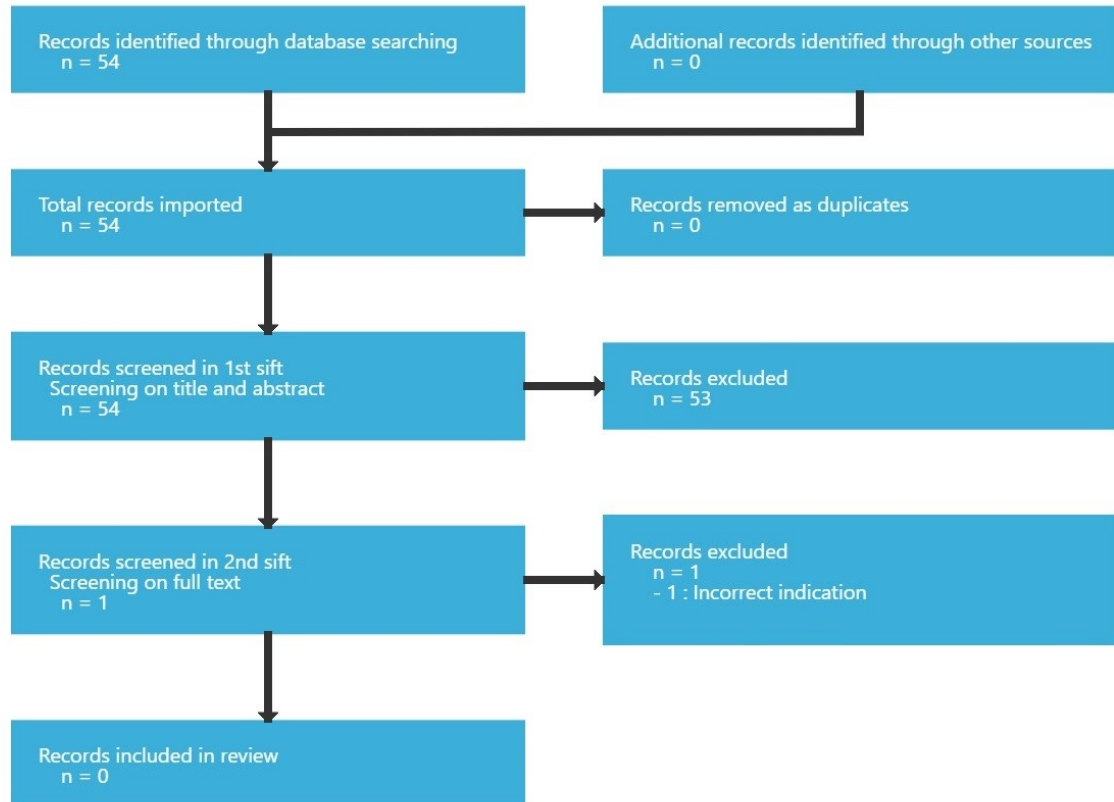 Records identified through database searching
n = 54
Additional records identified through other sources
n = 0
Total records imported
n = 54
Records removed as duplicates
n = 0
Records screened in 1st sift
Screening on title and abstract
n = 54
Records excluded
n = 53
Records screened in 2nd sift
Screening on full text
n = 1
Records excluded
n = 1
- 1 : Incorrect indication
Records included in review
n = 0